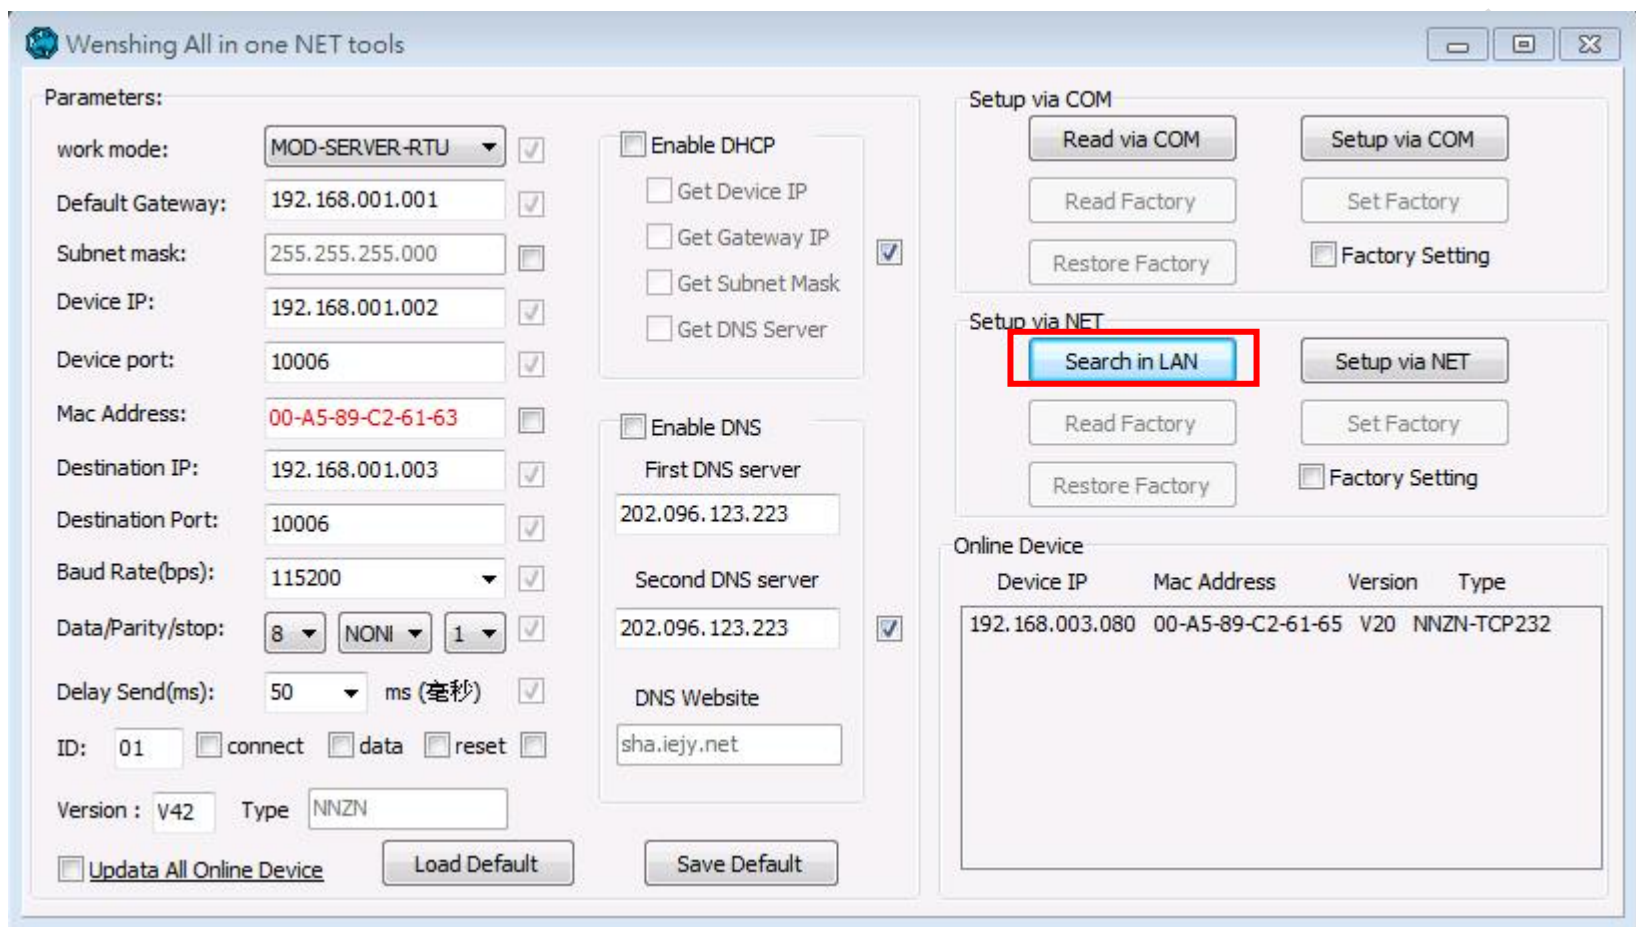 Wenshing All in one NET tools
Parameters:
work mode: MOD-SERVER-RTU
Default Gateway: 192.168.001.001
Subnet mask: 255.255.255.000
Device IP: 192.168.001.002
Device port: 10006
Mac Address: 00-A5-89-C2-61-63
Destination IP: 192.168.001.003
Destination Port: 10006
Baud Rate(bps): 115200
Data/Parity/stop: 8 NONI 1
Delay Send(ms): 50 ms (毫秒)
ID: 01 connect data reset
Version : V42 Type NNZN
Updata All Online Device Load Default Save Default
Enable DHCP
Get Device IP
Get Gateway IP
Get Subnet Mask
Get DNS Server
Enable DNS
First DNS server
202.096.123.223
Second DNS server
202.096.123.223
DNS Website
sha.iejy.net
Setup via COM
Read via COM Setup via COM
Read Factory Set Factory
Restore Factory Factory Setting
Setup via NET
Search in LAN Setup via NET
Read Factory Set Factory
Restore Factory Factory Setting
Online Device
Device IP Mac Address Version Type
192.168.003.080 00-A5-89-C2-61-65 V20 NNZN-TCP232